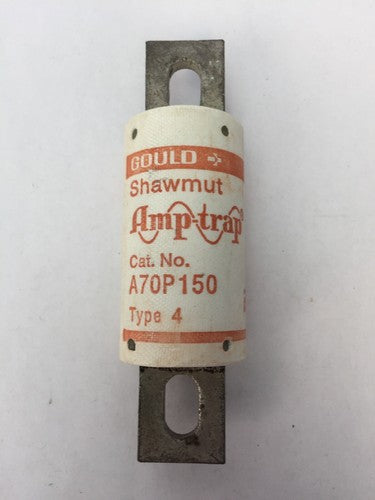 GOULD
Shawmut
Amp-trap®
Cat. No.
A70P150
Type 4